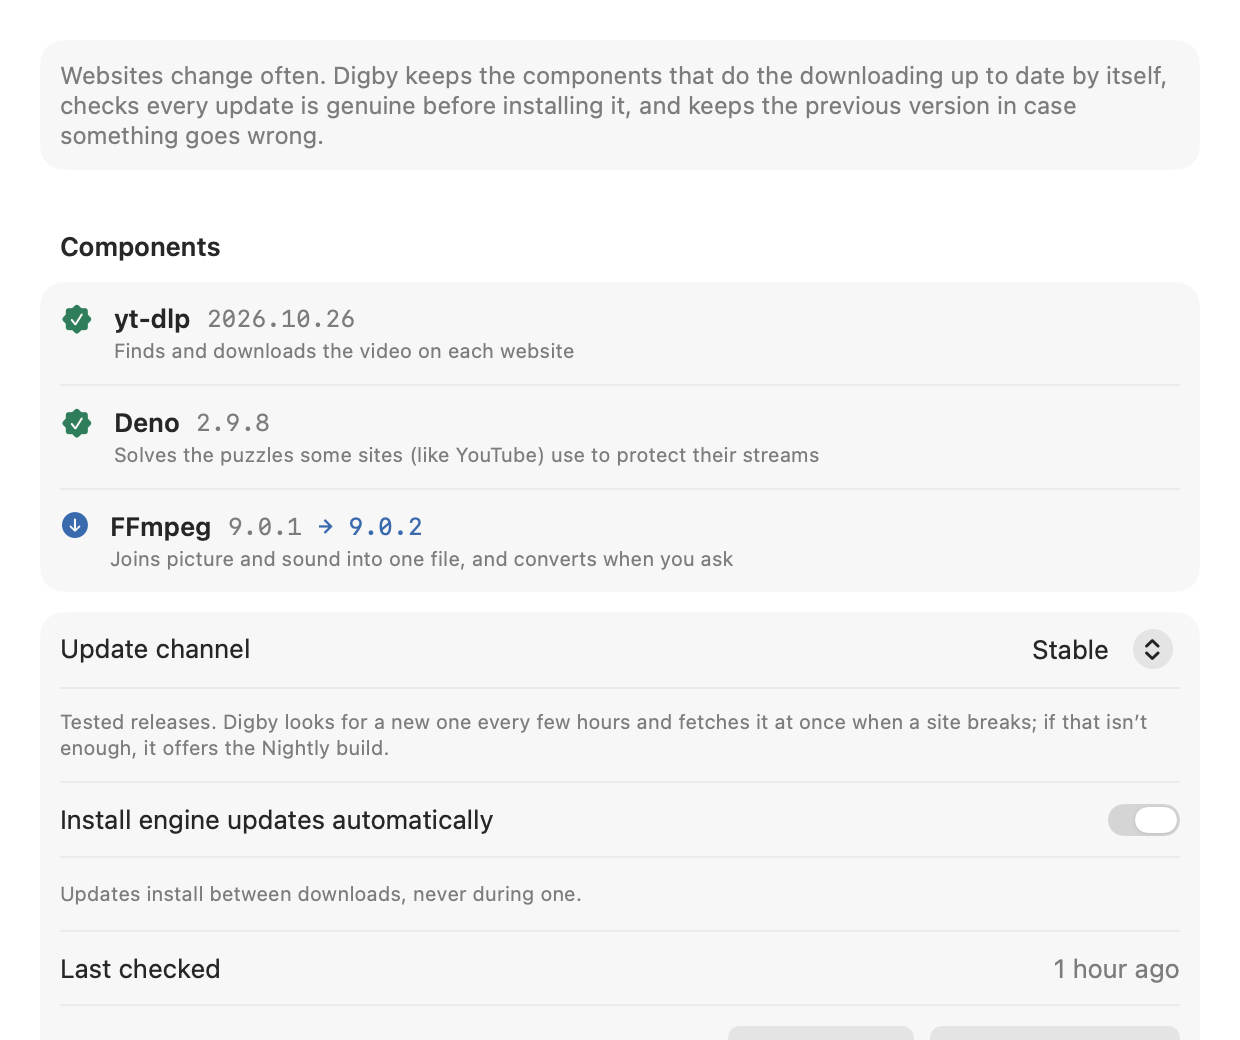 Websites change often. Digby keeps the components that do the downloading up to date by itself,
checks every update is genuine before installing it, and keeps the previous version in case
something goes wrong.
Components
yt-dlp 2026.10.26
Finds and downloads the video on each website
Deno 2.9.8
Solves the puzzles some sites (like YouTube) use to protect their streams
FFmpeg 9.0.1 → 9.0.2
Joins picture and sound into one file, and converts when you ask
Update channel Stable
Tested releases. Digby looks for a new one every few hours and fetches it at once when a site breaks; if that isn’t
enough, it offers the Nightly build.
Install engine updates automatically
Updates install between downloads, never during one.
Last checked 1 hour ago